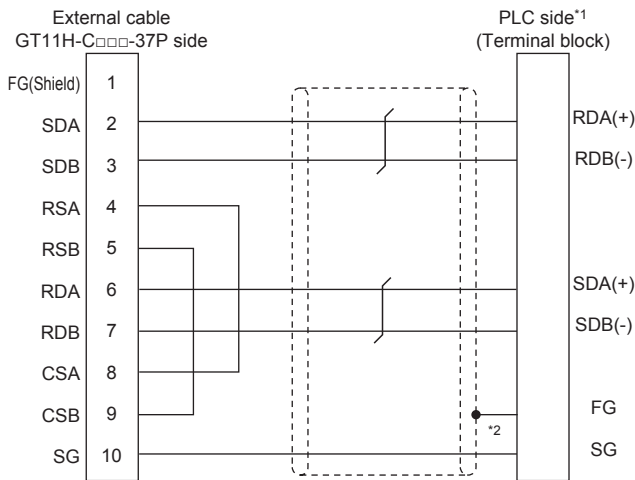 External cable
GT11H-C□□□-37P side
PLC side*1
(Terminal block)
FG(Shield) 1
SDA 2 RDA(+)
SDB 3 RDB(-)
RSA 4
RSB 5
RDA 6 SDA(+)
RDB 7 SDB(-)
CSA 8
CSB 9 *2 FG
SG 10 SG